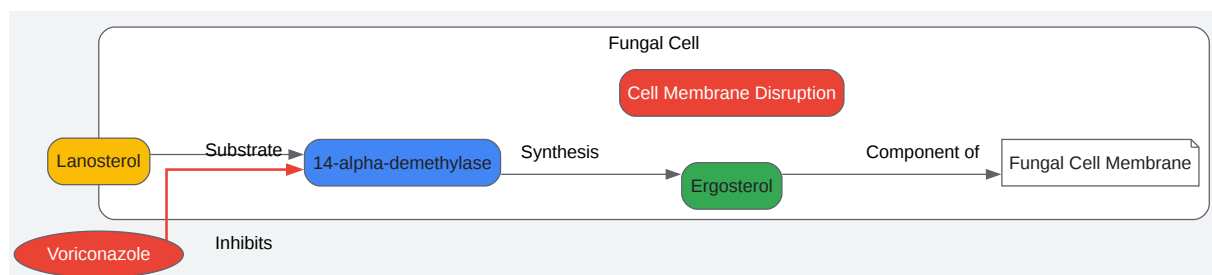 Fungal Cell
Cell Membrane Disruption
Lanosterol
Substrate
14-alpha-demethylase
Synthesis
Ergosterol
Component of
Fungal Cell Membrane
Voriconazole
Inhibits